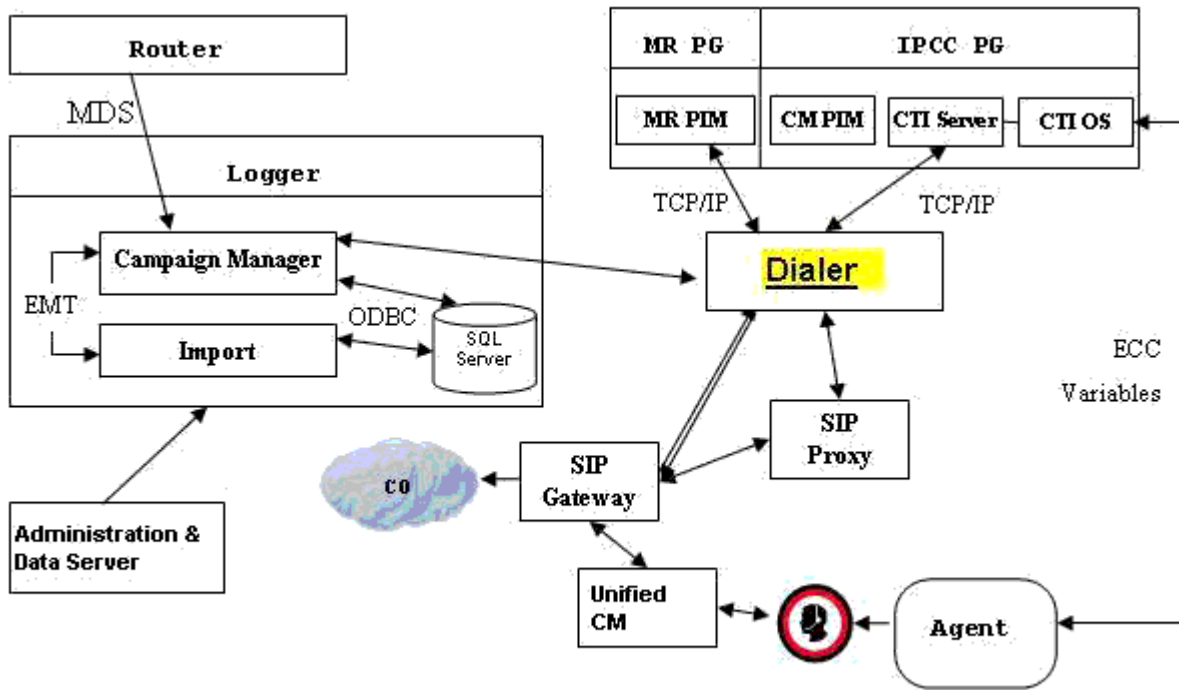 Router
MR PG
IPCC PG
MDS
MR PIM
CM PIM
CTI Server
CTI OS
Logger
TCP/IP
TCP/IP
Campaign Manager
Dialer
EMT
ODBC
SQL
Server
Import
ECC
Variables
SIP
Proxy
CO
SIP
Gateway
Administration &
Data Server
Unified
CM
Agent